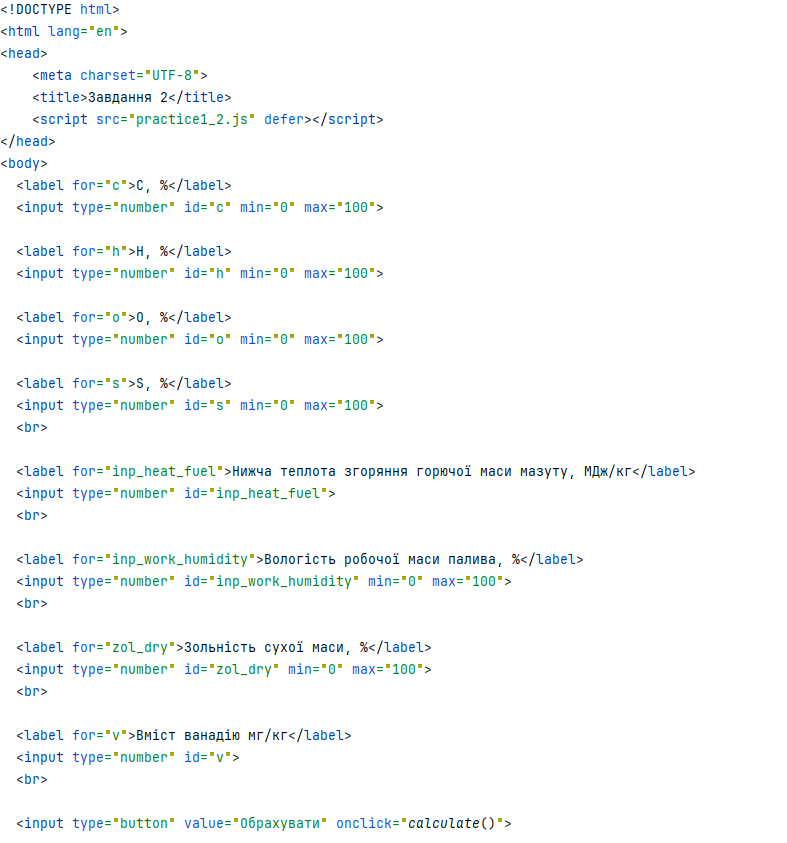 <!DOCTYPE html>
<html lang="en">
<head>
    <meta charset="UTF-8">
    <title>Завдання 2</title>
    <script src="practice1_2.js" defer></script>
</head>
<body>
  <label for="c">C, %</label>
  <input type="number" id="c" min="0" max="100">

  <label for="h">H, %</label>
  <input type="number" id="h" min="0" max="100">

  <label for="o">O, %</label>
  <input type="number" id="o" min="0" max="100">

  <label for="s">S, %</label>
  <input type="number" id="s" min="0" max="100">
  <br>

  <label for="inp_heat_fuel">Нижча теплота згоряння горючої маси мазуту, МДж/кг</label>
  <input type="number" id="inp_heat_fuel">
  <br>

  <label for="inp_work_humidity">Вологість робочої маси палива, %</label>
  <input type="number" id="inp_work_humidity" min="0" max="100">
  <br>

  <label for="zol_dry">Зольність сухої маси, %</label>
  <input type="number" id="zol_dry" min="0" max="100">
  <br>

  <label for="v">Вміст ванадію мг/кг</label>
  <input type="number" id="v">
  <br>

  <input type="button" value="Обрахувати" onclick="calculate()">